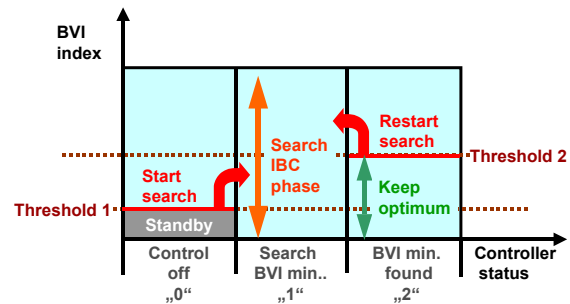 BVI
index
Start
search
Search
IBC
phase
Restart
search
Keep
optimum
Threshold 2
Threshold 1
Standby
Control
off
„0“
Search
BVI min..
„1“
BVI min.
found
„2“
Controller
status